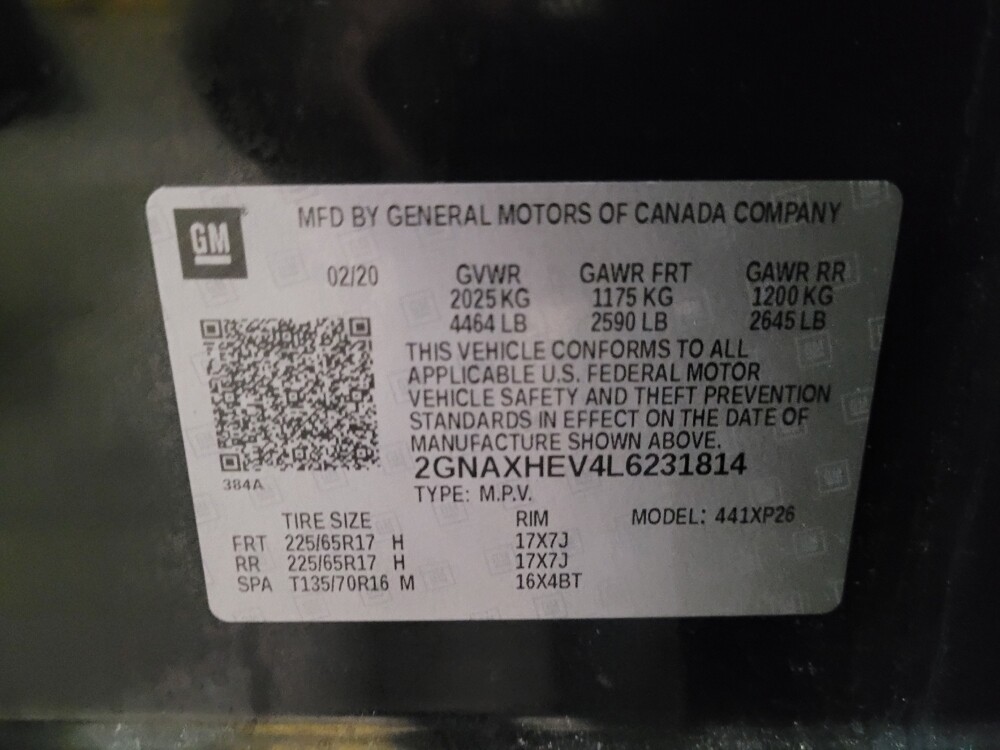 GM
MFD BY GENERAL MOTORS OF CANADA COMPANY
02/20
GVWR GAWR FRT GAWR RR
2025 KG 1175 KG 1200 KG
4464 LB 2590 LB 2645 LB
THIS VEHICLE CONFORMS TO ALL
APPLICABLE U.S. FEDERAL MOTOR
VEHICLE SAFETY AND THEFT PREVENTION
STANDARDS IN EFFECT ON THE DATE OF
MANUFACTURE SHOWN ABOVE.
2GNAXHEV4L6231814
384A
TYPE: M.P.V.
TIRE SIZE RIM MODEL: 441XP26
FRT 225/65R17 H 17X7J
RR 225/65R17 H 17X7J
SPA T135/70R16 M 16X4BT